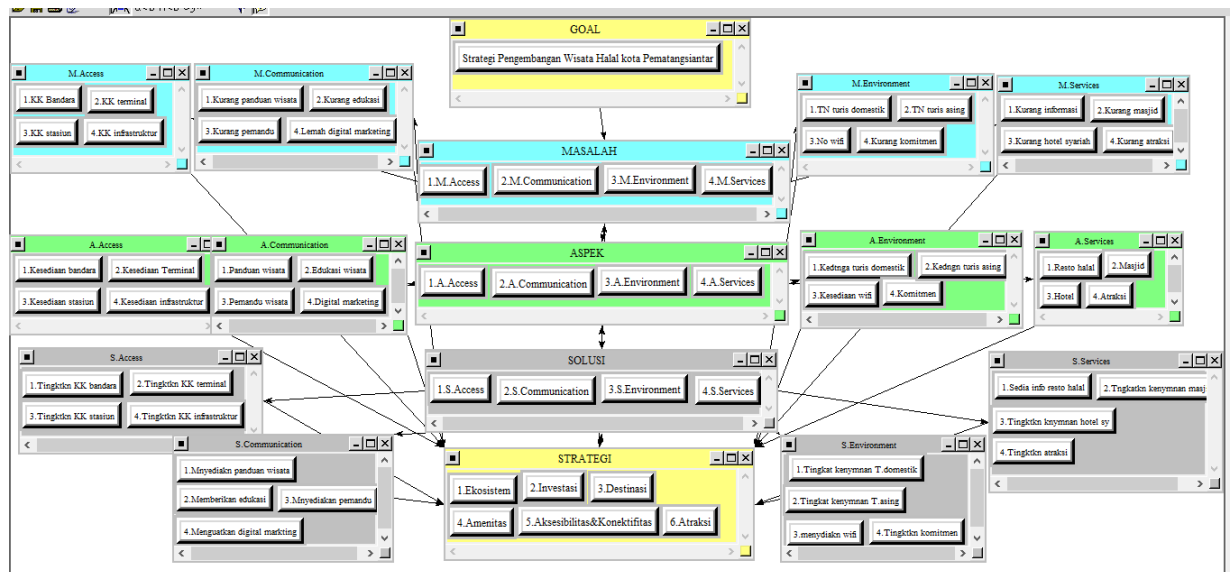 GOAL
Strategi Pengembangan Wisata Halal kota Pematangsiantar
M.Access
1.KK Bandara
2.KK terminal
3.KK stasiun
4.KK infrastruktur
M.Communication
1.Kurang panduan wisata
2.Kurang edukasi
3.Kurang pemandu
4.Lemah digital marketing
MASALAH
1.M.Access
2.M.Communication
3.M.Environment
4.M.Services
M.Environment
1.TN turis domestik
2.TN turis asing
3.No wifi
4.Kurang komitmen
M.Services
1.Kurang informasi
2.Kurang masjid
3.Kurang hotel syariah
4.Kurang atraksi
A.Access
1.Kesediaan bandara
2.Kesediaan Terminal
3.Kesediaan stasiun
4.Kesediaan infrastruktur
A.Communication
1.Panduan wisata
2.Edukasi wisata
3.Pemandu wisata
4.Digital marketing
ASPEK
1.A.Access
2.A.Communication
3.A.Environment
4.A.Services
A.Environment
1.Kedtnga turis domestik
2.Kedngn turis asing
3.Kesediaan wifi
4.Komitmen
A.Services
1.Resto halal
2.Masjid
3.Hotel
4.Atraksi
S.Access
1.Tingktkn KK bandara
2.Tingktkn KK terminal
3.Tingktkn KK stasiun
4.Tingktkn KK infrastruktur
SOLUSI
1.S.Access
2.S.Communication
3.S.Environment
4.S.Services
S.Services
1.Sedia info resto halal
2.Tngkatkn kenymnan masj
3.Tingktkn knymnan hotel sy
4.Tingktkn atraksi
S.Communication
1.Mnyediakn panduan wisata
2.Memberikan edukasi
3.Mnyediakan pemandu
4.Menguatkan digital markting
STRATEGI
1.Ekosistem
2.Investasi
3.Destinasi
4.Amenitas
5.Aksesibilitas&Konektifitas
6.Atraksi
S.Environment
1.Tingkat kenymnan T.domestik
2.Tingkat kenymnan T.asing
3.menydiakn wifi
4.Tingktkn komitmen